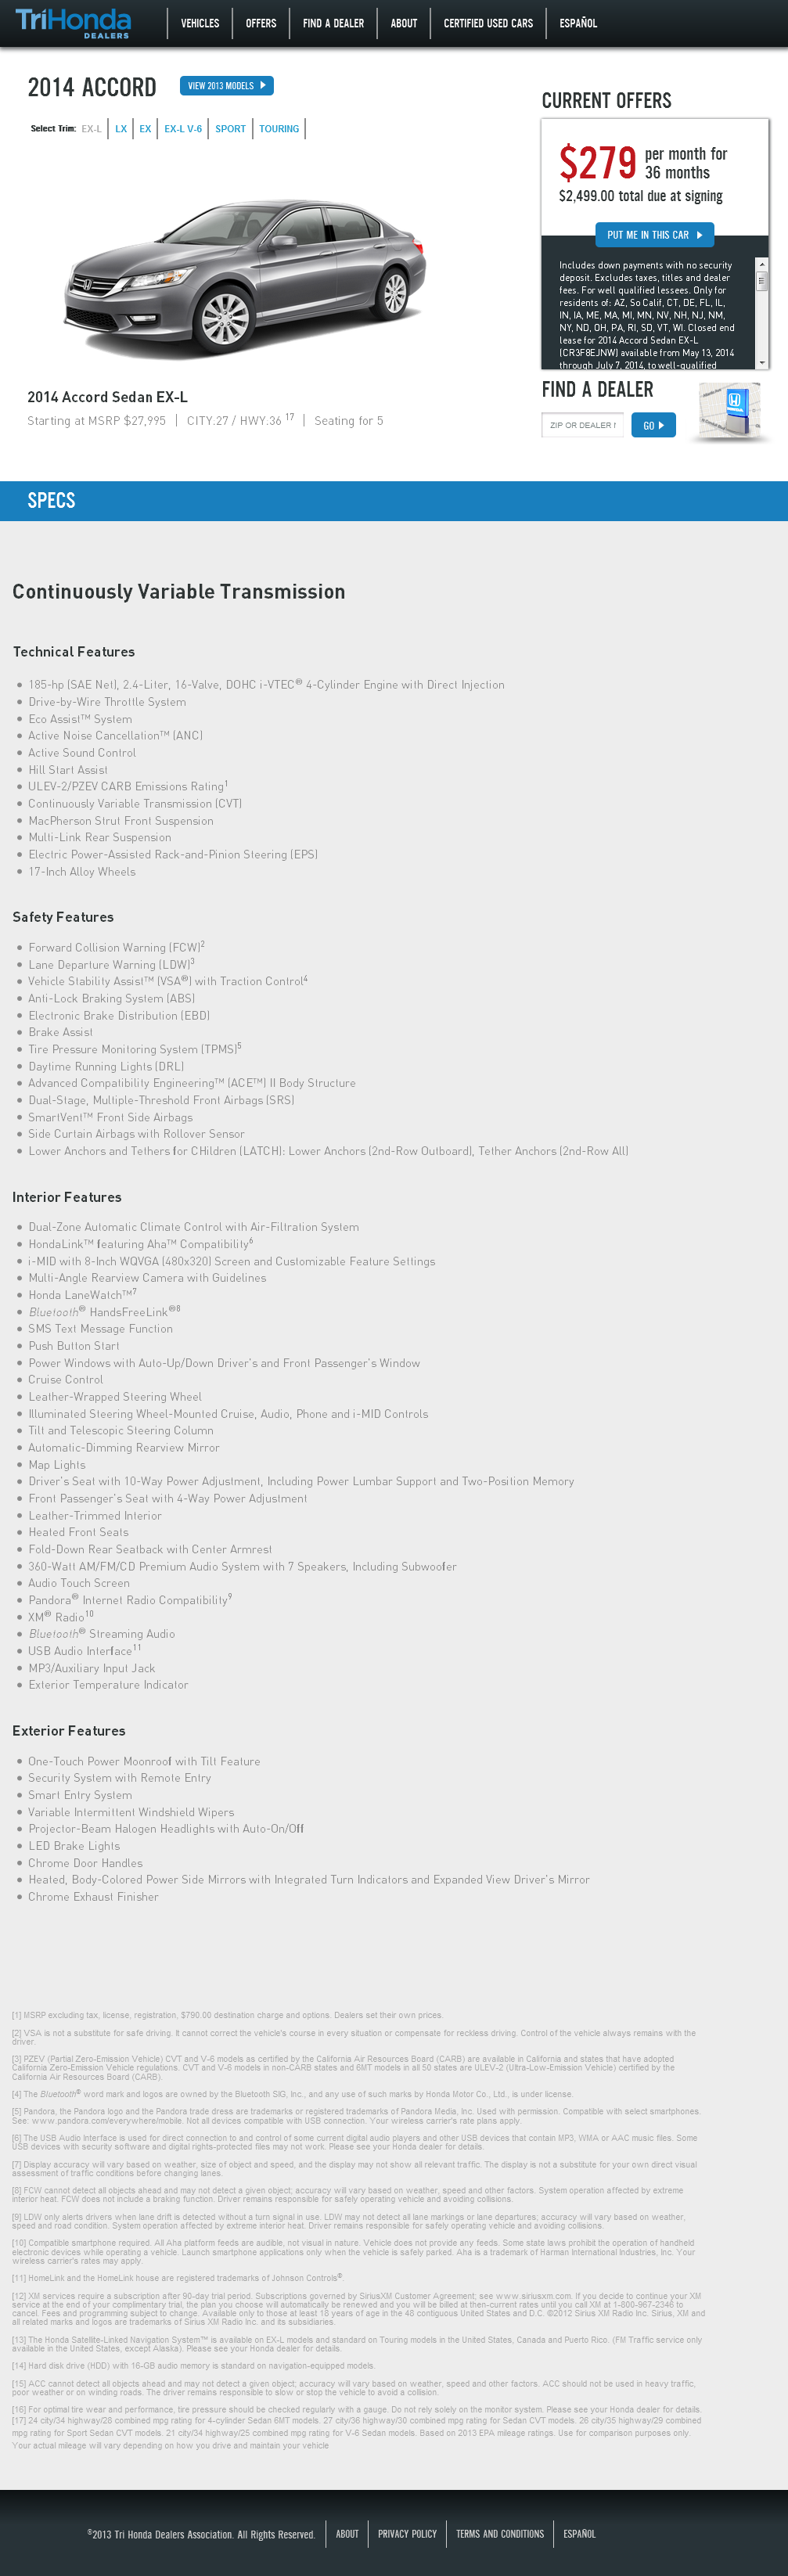 TriHonda
DEALERS
VEHICLES
OFFERS
FIND A DEALER
ABOUT
CERTIFIED USED CARS
ESPAÑOL
2014 ACCORD
VIEW 2013 MODELS
Select Trim: EX-L LX EX EX-L V-6 SPORT TOURING
2014 Accord Sedan EX-L
Starting at MSRP $27,995 | CITY.27 / HWY.36 17 | Seating for 5
CURRENT OFFERS
$279 per month for
36 months
$2,499.00 total due at signing
PUT ME IN THIS CAR
Includes down payments with no security
deposit. Excludes taxes, titles and dealer
fees. For well qualified lessees. Only for
residents of: AZ, So Calif, CT, DE, FL, IL,
IN, IA, ME, MA, MI, MN, NV, NH, NJ, NM,
NY, ND, OH, PA, RI, SD, VT, WI. Closed end
lease for 2014 Accord Sedan EX-L
(CR3F8EJNW) available from May 13, 2014
through July 7, 2014, to well-qualified
FIND A DEALER
ZIP OR DEALER
GO
SPECS
Continuously Variable Transmission
Technical Features
185-hp (SAE Net), 2.4-Liter, 16-Valve, DOHC i-VTEC® 4-Cylinder Engine with Direct Injection
Drive-by-Wire Throttle System
Eco Assist™ System
Active Noise Cancellation™ (ANC)
Active Sound Control
Hill Start Assist
ULEV-2/PZEV CARB Emissions Rating1
Continuously Variable Transmission (CVT)
MacPherson Strut Front Suspension
Multi-Link Rear Suspension
Electric Power-Assisted Rack-and-Pinion Steering (EPS)
17-Inch Alloy Wheels
Safety Features
Forward Collision Warning (FCW)2
Lane Departure Warning (LDW)3
Vehicle Stability Assist™ (VSA®) with Traction Control4
Anti-Lock Braking System (ABS)
Electronic Brake Distribution (EBD)
Brake Assist
Tire Pressure Monitoring System (TPMS)5
Daytime Running Lights (DRL)
Advanced Compatibility Engineering™ (ACE™) II Body Structure
Dual-Stage, Multiple-Threshold Front Airbags (SRS)
SmartVent™ Front Side Airbags
Side Curtain Airbags with Rollover Sensor
Lower Anchors and Tethers for CHildren (LATCH): Lower Anchors (2nd-Row Outboard), Tether Anchors (2nd-Row All)
Interior Features
Dual-Zone Automatic Climate Control with Air-Filtration System
HondaLink™ featuring Aha™ Compatibility6
i-MID with 8-Inch WQVGA (480x320) Screen and Customizable Feature Settings
Multi-Angle Rearview Camera with Guidelines
Honda LaneWatch™7
Bluetooth® HandsFreeLink®8
SMS Text Message Function
Push Button Start
Power Windows with Auto-Up/Down Driver's and Front Passenger's Window
Cruise Control
Leather-Wrapped Steering Wheel
Illuminated Steering Wheel-Mounted Cruise, Audio, Phone and i-MID Controls
Tilt and Telescopic Steering Column
Automatic-Dimming Rearview Mirror
Map Lights
Driver's Seat with 10-Way Power Adjustment, Including Power Lumbar Support and Two-Position Memory
Front Passenger's Seat with 4-Way Power Adjustment
Leather-Trimmed Interior
Heated Front Seats
Fold-Down Rear Seatback with Center Armrest
360-Watt AM/FM/CD Premium Audio System with 7 Speakers, Including Subwoofer
Audio Touch Screen
Pandora® Internet Radio Compatibility9
XM® Radio10
Bluetooth® Streaming Audio
USB Audio Interface11
MP3/Auxiliary Input Jack
Exterior Temperature Indicator
Exterior Features
One-Touch Power Moonroof with Tilt Feature
Security System with Remote Entry
Smart Entry System
Variable Intermittent Windshield Wipers
Projector-Beam Halogen Headlights with Auto-On/Off
LED Brake Lights
Chrome Door Handles
Heated, Body-Colored Power Side Mirrors with Integrated Turn Indicators and Expanded View Driver's Mirror
Chrome Exhaust Finisher
[1] MSRP excluding tax, license, registration, $790.00 destination charge and options. Dealers set their own prices.
[2] VSA is not a substitute for safe driving. It cannot correct the vehicle's course in every situation or compensate for reckless driving. Control of the vehicle always remains with the
driver.
[3] PZEV (Partial Zero-Emission Vehicle) CVT and V-6 models as certified by the California Air Resources Board (CARB) are available in California and states that have adopted
California Zero-Emission Vehicle regulations. CVT and V-6 models in non-CARB states and 6MT models in all 50 states are ULEV-2 (Ultra-Low-Emission Vehicle) certified by the
California Air Resources Board (CARB).
[4] The Bluetooth® word mark and logos are owned by the Bluetooth SIG, Inc., and any use of such marks by Honda Motor Co., Ltd., is under license.
[5] Pandora, the Pandora logo and the Pandora trade dress are trademarks or registered trademarks of Pandora Media, Inc. Used with permission. Compatible with select smartphones.
See: www.pandora.com/everywhere/mobile. Not all devices compatible with USB connection. Your wireless carrier's rate plans apply.
[6] The USB Audio Interface is used for direct connection to and control of some current digital audio players and other USB devices that contain MP3, WMA or AAC music files. Some
USB devices with security software and digital rights-protected files may not work. Please see your Honda dealer for details.
[7] Display accuracy will vary based on weather, size of object and speed, and the display may not show all relevant traffic. The display is not a substitute for your own direct visual
assessment of traffic conditions before changing lanes.
[8] FCW cannot detect all objects ahead and may not detect a given object; accuracy will vary based on weather, speed and other factors. System operation affected by extreme
interior heat. FCW does not include a braking function. Driver remains responsible for safely operating vehicle and avoiding collisions.
[9] LDW only alerts drivers when lane drift is detected without a turn signal in use. LDW may not detect all lane markings or lane departures; accuracy will vary based on weather,
speed and road condition. System operation affected by extreme interior heat. Driver remains responsible for safely operating vehicle and avoiding collisions.
[10] Compatible smartphone required. All Aha platform feeds are audible, not visual in nature. Vehicle does not provide any feeds. Some state laws prohibit the operation of handheld
electronic devices while operating a vehicle. Launch smartphone applications only when the vehicle is safely parked. Aha is a trademark of Harman International Industries, Inc. Your
wireless carrier's rates may apply.
[11] HomeLink and the HomeLink house are registered trademarks of Johnson Controls®.
[12] XM services require a subscription after 90-day trial period. Subscriptions governed by SiriusXM Customer Agreement; see www.siriusxm.com. If you decide to continue your XM
service at the end of your complimentary trial, the plan you choose will automatically be renewed and you will be billed at then-current rates until you call XM at 1-800-967-2346 to
cancel. Fees and programming subject to change. Available only to those at least 18 years of age in the 48 contiguous United States and D.C. ©2012 Sirius XM Radio Inc. Sirius, XM and
all related marks and logos are trademarks of Sirius XM Radio Inc. and its subsidiaries.
[13] The Honda Satellite-Linked Navigation System™ is available on EX-L models and standard on Touring models in the United States, Canada and Puerto Rico. (FM Traffic service only
available in the United States, except Alaska). Please see your Honda dealer for details.
[14] Hard disk drive (HDD) with 16-GB audio memory is standard on navigation-equipped models.
[15] ACC cannot detect all objects ahead and may not detect a given object; accuracy will vary based on weather, speed and other factors. ACC should not be used in heavy traffic,
poor weather or on winding roads. The driver remains responsible to slow or stop the vehicle to avoid a collision.
[16] For optimal tire wear and performance, tire pressure should be checked regularly with a gauge. Do not rely solely on the monitor system. Please see your Honda dealer for details.
[17] 24 city/34 highway/28 combined mpg rating for 4-cylinder Sedan 6MT models. 27 city/36 highway/30 combined mpg rating for Sedan CVT models. 26 city/35 highway/29 combined
mpg rating for Sport Sedan CVT models. 21 city/34 highway/25 combined mpg rating for V-6 Sedan models. Based on 2013 EPA mileage ratings. Use for comparison purposes only.
Your actual mileage will vary depending on how you drive and maintain your vehicle
®2013 Tri Honda Dealers Association. All Rights Reserved.
ABOUT
PRIVACY POLICY
TERMS AND CONDITIONS
ESPAÑOL